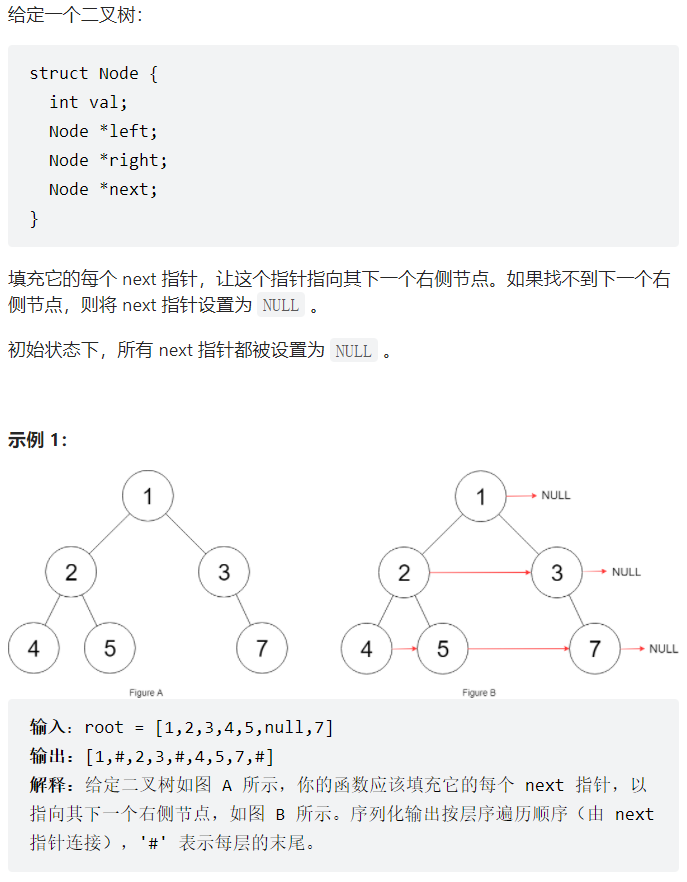 给定一个二叉树：
struct Node {
  int val;
  Node *left;
  Node *right;
  Node *next;
}
填充它的每个 next 指针，让这个指针指向其下一个右侧节点。如果找不到下一个右
侧节点，则将 next 指针设置为 NULL 。
初始状态下，所有 next 指针都被设置为 NULL 。
示例 1：
1
2 3
4 5 7
Figure A
1 NULL
2 3 NULL
4 5 7 NULL
Figure B
输入：root = [1,2,3,4,5,null,7]
输出：[1,#,2,3,#,4,5,7,#]
解释：给定二叉树如图 A 所示，你的函数应该填充它的每个 next 指针，以
指向其下一个右侧节点，如图 B 所示。序列化输出按层序遍历顺序（由 next
指针连接），'#' 表示每层的末尾。